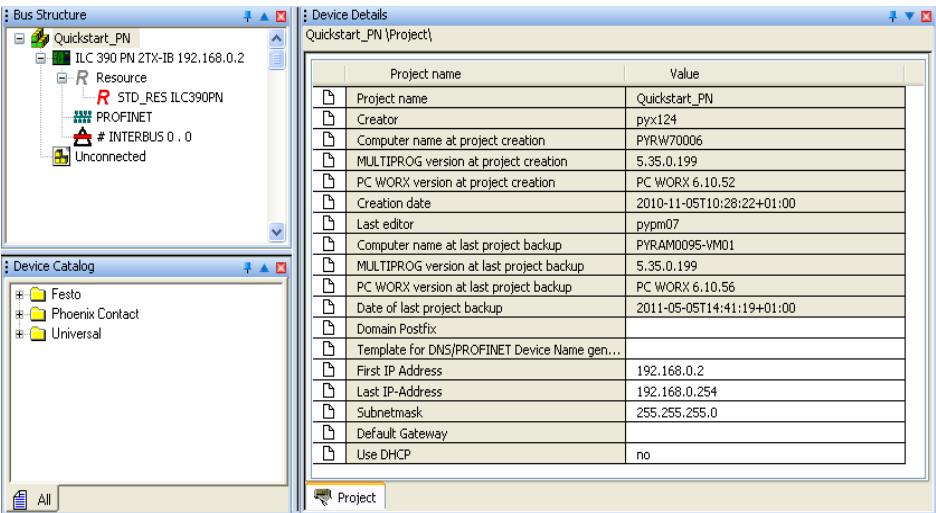 Bus Structure
Quickstart_PN
ILC 390 PN 2TX-IB 192.168.0.2
R Resource
R STD_RES ILC390PN
PROFINET
# INTERBUS 0 . 0
Unconnected
Device Catalog
Festo
Phoenix Contact
Universal
All
Device Details
Quickstart_PN \Project\
Project name Value
Project name Quickstart_PN
Creator pyx124
Computer name at project creation PYRW70006
MULTIPROG version at project creation 5.35.0.199
PC WORX version at project creation PC WORX 6.10.52
Creation date 2010-11-05T10:28:22+01:00
Last editor pypm07
Computer name at last project backup PYRAM0095-VM01
MULTIPROG version at last project backup 5.35.0.199
PC WORX version at last project backup PC WORX 6.10.56
Date of last project backup 2011-05-05T14:41:19+01:00
Domain Postfix
Template for DNS/PROFINET Device Name gen...
First IP Address 192.168.0.2
Last IP-Address 192.168.0.254
Subnetmask 255.255.255.0
Default Gateway
Use DHCP no
Project